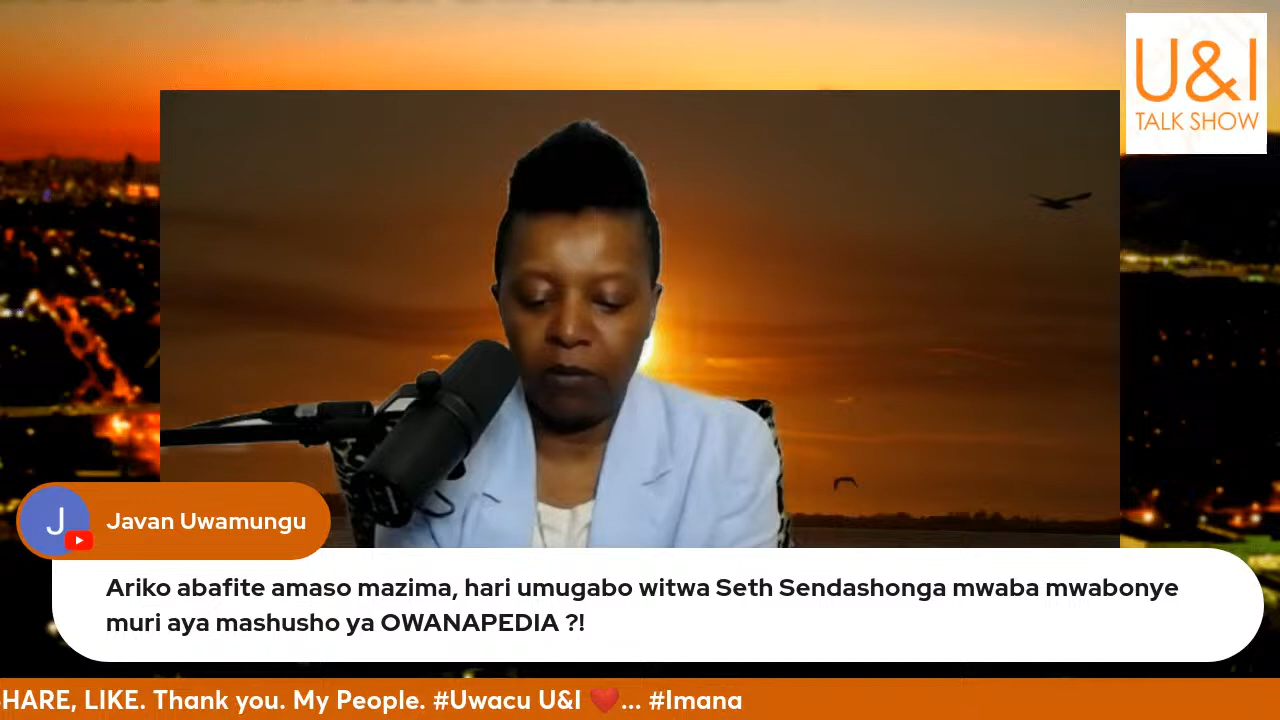 U&I
TALK SHOW
J
Javan Uwamungu
Ariko abafite amaso mazima, hari umugabo witwa Seth Sendashonga mwaba mwabonye
muri aya mashusho ya OWANAPEDIA ?!
HARE, LIKE. Thank you. My People. #Uwacu U&I ❤️... #Imana